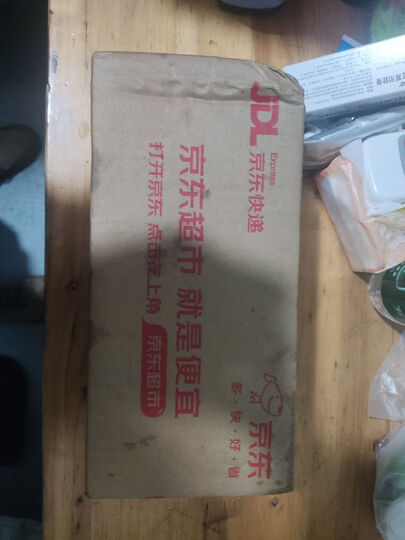 JDL
Express
京东快递
京东超市 就是便宜
打开京东 点击左上角 京东超市
京东
多·快·好·省